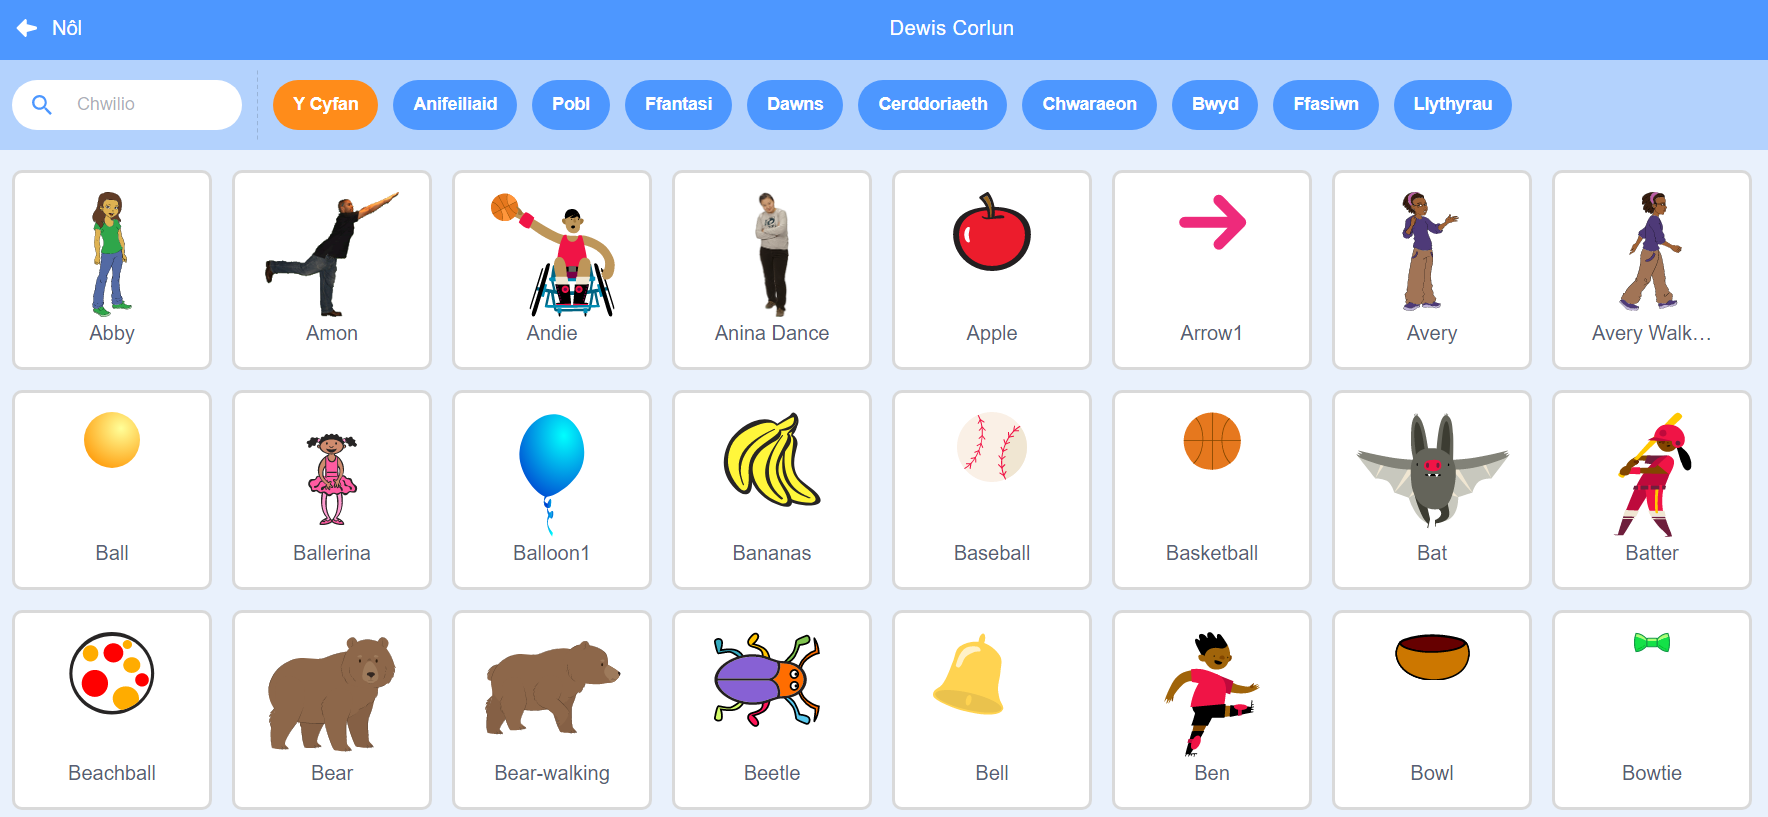 Nôl
Dewis Corlun
Chwilio
Y Cyfan
Anifeiliaid
Pobl
Ffantasi
Dawns
Cerddoriaeth
Chwaraeon
Bwyd
Ffasiwn
Llythyrau
Abby
Amon
Andie
Anina Dance
Apple
Arrow1
Avery
Avery Walk…
Ball
Ballerina
Balloon1
Bananas
Baseball
Basketball
Bat
Batter
Beachball
Bear
Bear-walking
Beetle
Bell
Ben
Bowl
Bowtie